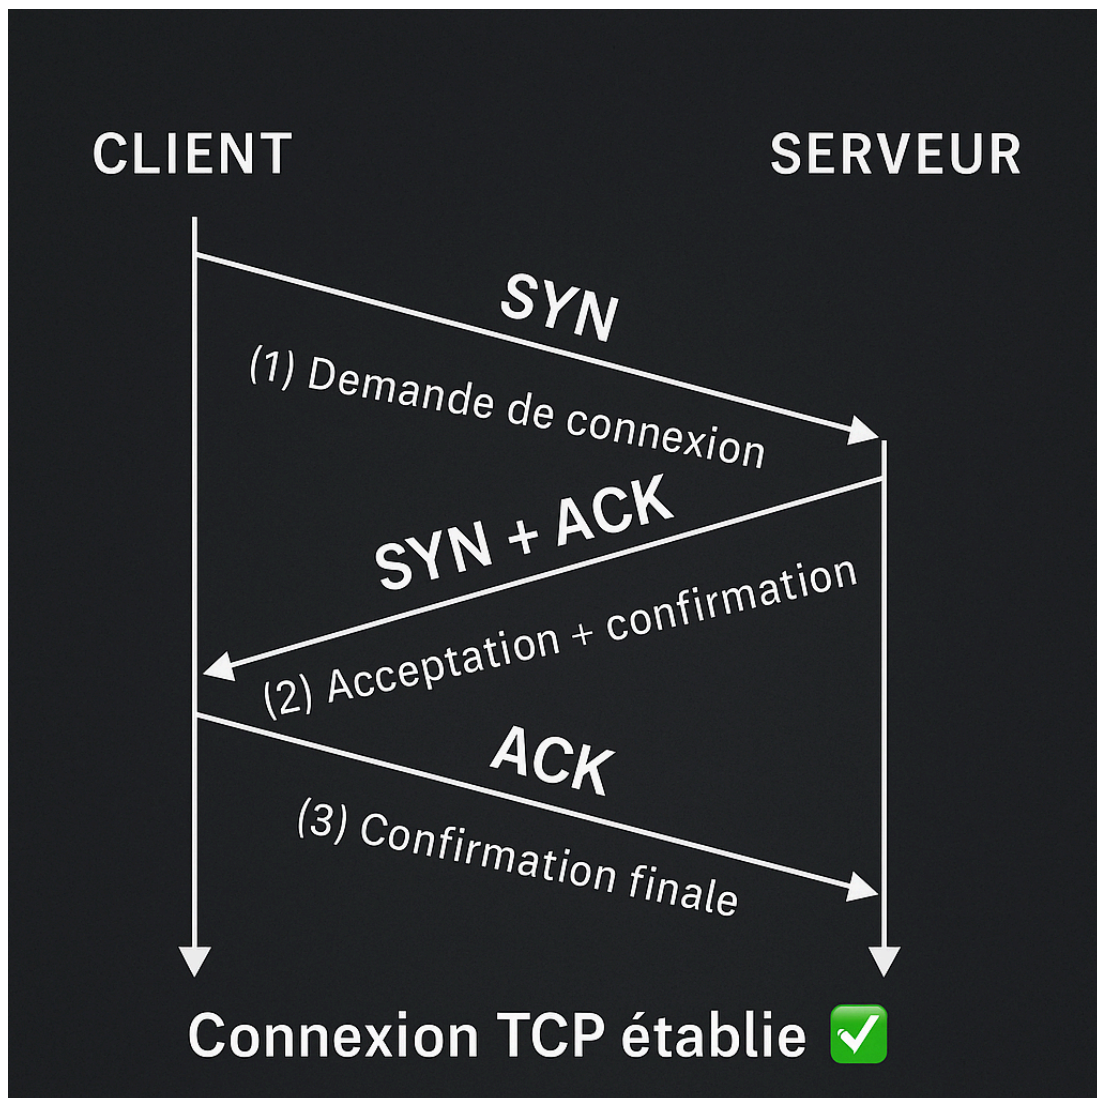 CLIENT
SERVEUR
SYN
(1) Demande de connexion
SYN + ACK
(2) Acceptation + confirmation
ACK
(3) Confirmation finale
Connexion TCP établie ✅